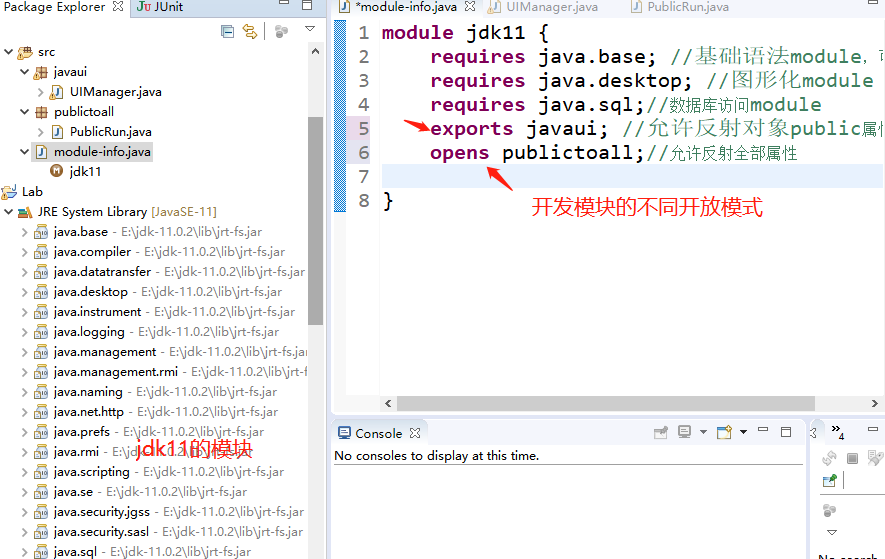 Package Explorer
JUnit
src
javaui
UIManager.java
publictoall
PublicRun.java
module-info.java
jdk11
Lab
JRE System Library [JavaSE-11]
java.base - E:\jdk-11.0.2\lib\jrt-fs.jar
java.compiler - E:\jdk-11.0.2\lib\jrt-fs.jar
java.datatransfer - E:\jdk-11.0.2\lib\jrt-fs.jar
java.desktop - E:\jdk-11.0.2\lib\jrt-fs.jar
java.instrument - E:\jdk-11.0.2\lib\jrt-fs.jar
java.logging - E:\jdk-11.0.2\lib\jrt-fs.jar
java.management - E:\jdk-11.0.2\lib\jrt-fs.jar
java.management.rmi - E:\jdk-11.0.2\lib\jrt-f
java.naming - E:\jdk-11.0.2\lib\jrt-fs.jar
java.net.http - E:\jdk-11.0.2\lib\jrt-fs.jar
java.prefs - E:\jdk-11.0.2\lib\jrt-fs.jar
java.rmi - E:\jdk-11.0.2\lib\jrt-fs.jar
jdk11的模块
java.scripting - E:\jdk-11.0.2\lib\jrt-fs.jar
java.se - E:\jdk-11.0.2\lib\jrt-fs.jar
java.security.jgss - E:\jdk-11.0.2\lib\jrt-fs.jar
java.security.sasl - E:\jdk-11.0.2\lib\jrt-fs.jar
java.sql - E:\jdk-11.0.2\lib\jrt-fs.jar
*module-info.java
UIManager.java
PublicRun.java
1 module jdk11 {
2 requires java.base; //基础语法module,
3 requires java.desktop; //图形化module
4 requires java.sql;//数据库访问module
5 exports javaui; //允许反射对象public属性
6 opens publictoall;//允许反射全部属性
7
8 }
开发模块的不同开放模式
Console
No consoles to display at this time.
4